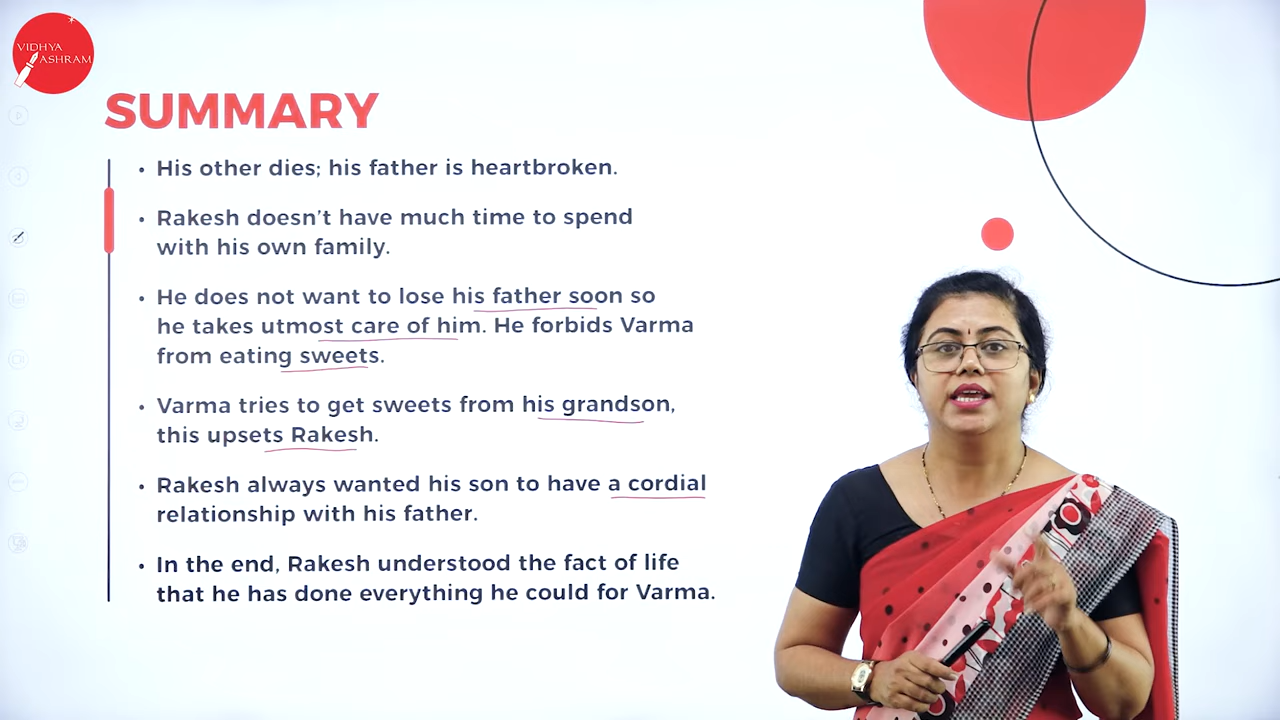 VIDHYA
ASHRAM
SUMMARY
• His other dies; his father is heartbroken.
• Rakesh doesn't have much time to spend
with his own family.
• He does not want to lose his father soon so
he takes utmost care of him. He forbids Varma
from eating sweets.
• Varma tries to get sweets from his grandson,
this upsets Rakesh.
• Rakesh always wanted his son to have a cordial
relationship with his father.
• In the end, Rakesh understood the fact of life
that he has done everything he could for Varma.